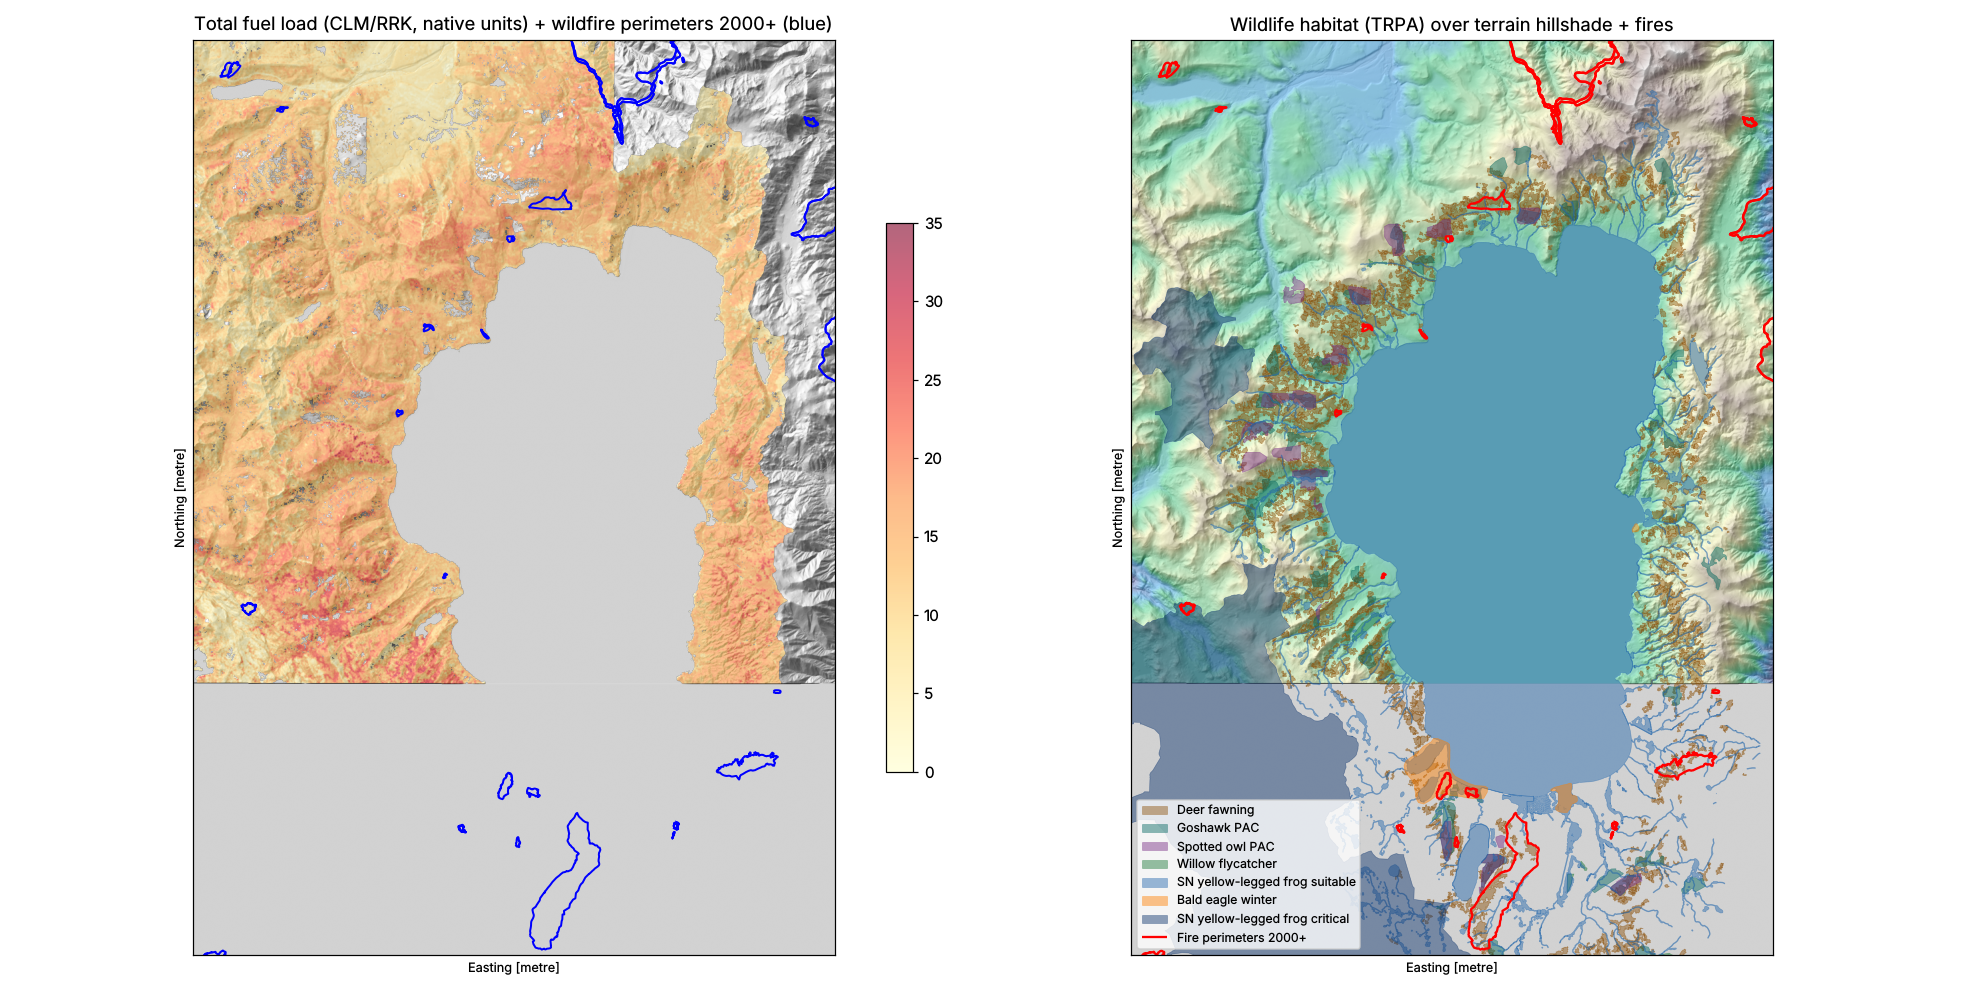 Total fuel load (CLM/RRK, native units) + wildfire perimeters 2000+ (blue)
Northing [metre]
Easting [metre]
35
30
25
20
15
10
5
0
Wildlife habitat (TRPA) over terrain hillshade + fires
Northing [metre]
Deer fawning
Goshawk PAC
Spotted owl PAC
Willow flycatcher
SN yellow-legged frog suitable
Bald eagle winter
SN yellow-legged frog critical
Fire perimeters 2000+
Easting [metre]